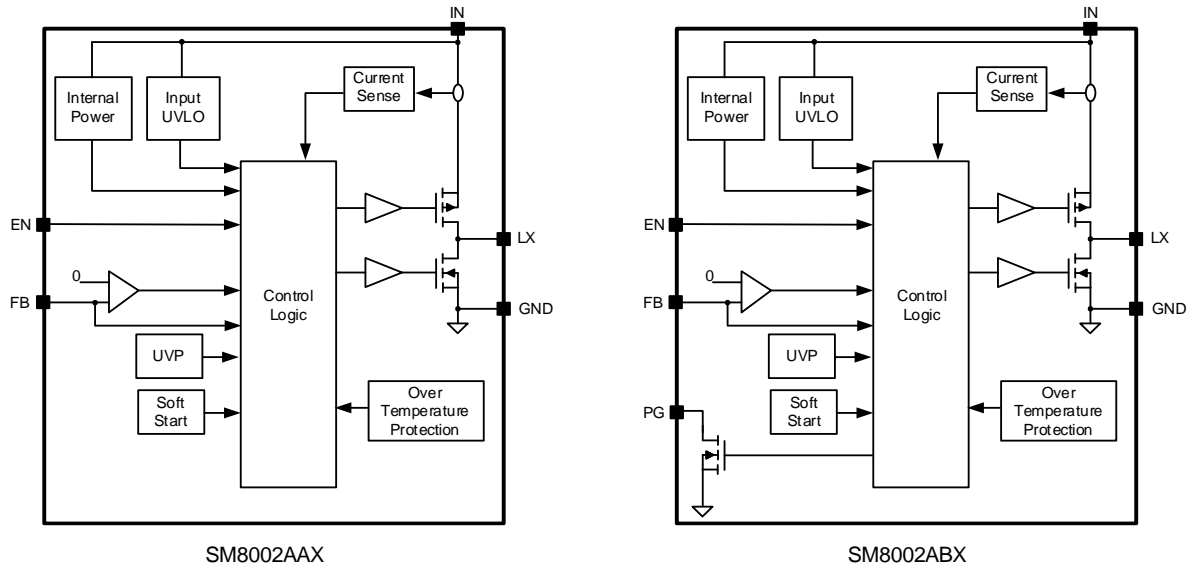 IN
Internal
Power
Input
UVLO
Current
Sense
EN
LX
0
FB
Control
Logic
GND
UVP
Soft
Start
Over
Temperature
Protection
SM8002AAX
IN
Internal
Power
Input
UVLO
Current
Sense
EN
LX
0
FB
Control
Logic
GND
UVP
Soft
Start
Over
Temperature
Protection
PG
SM8002ABX